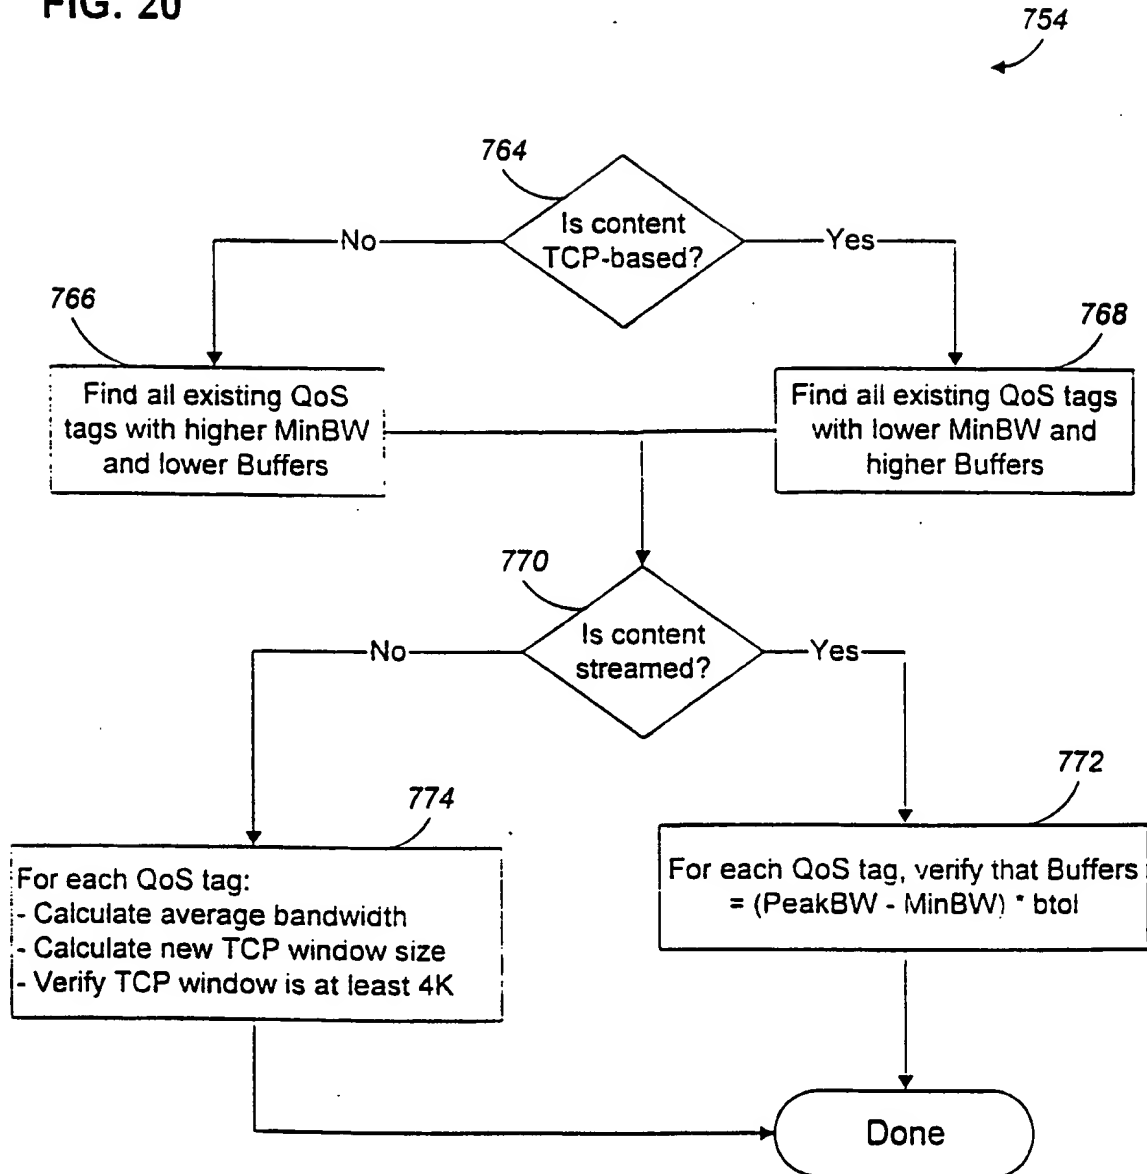 FIG. 20
754
764
Is content
TCP-based?
No
Yes
766
768
Find all existing QoS
tags with higher MinBW
and lower Buffers
Find all existing QoS tags
with lower MinBW and
higher Buffers
770
Is content
streamed?
No
Yes
774
772
For each QoS tag:
- Calculate average bandwidth
- Calculate new TCP window size
- Verify TCP window is at least 4K
For each QoS tag, verify that Buffers
= (PeakBW - MinBW) * btol
Done